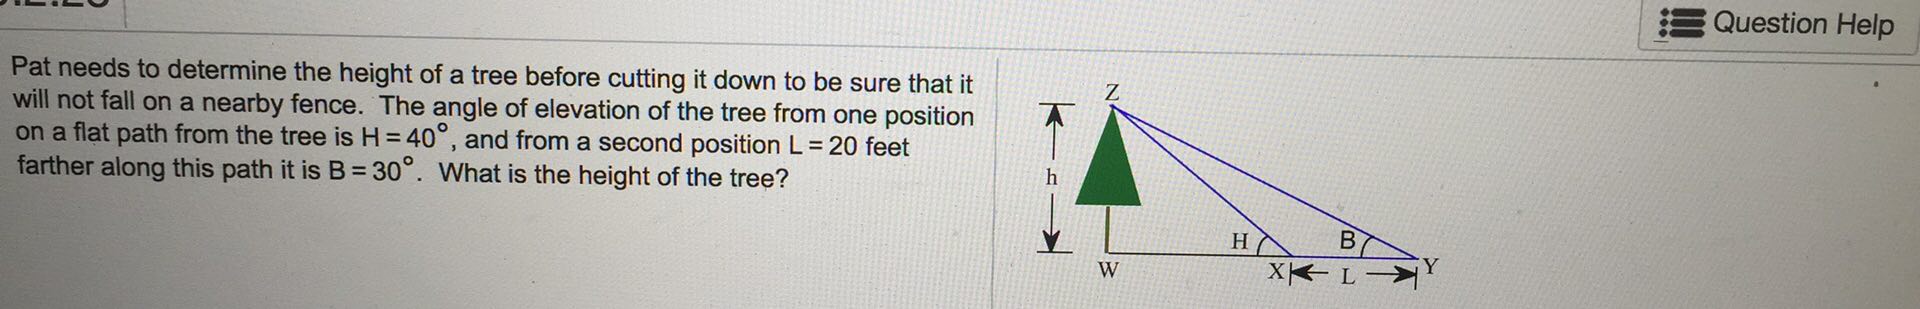 Question Help
Pat needs to determine the height of a tree before cutting it down to be sure that it
will not fall on a nearby fence. The angle of elevation of the tree from one position
on a flat path from the tree is H = 40°, and from a second position L = 20 feet
farther along this path it is B = 30°. What is the height of the tree?
Z
h
H
B
W
X
L
Y